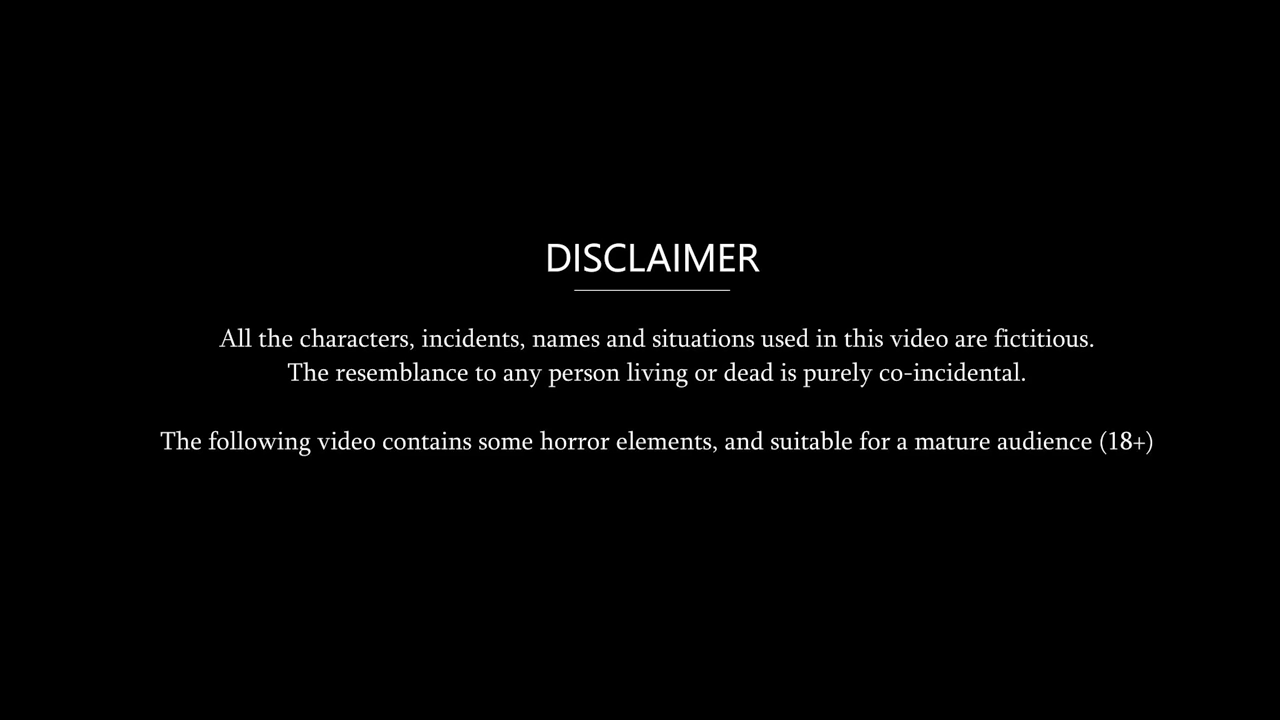 DISCLAIMER
All the characters, incidents, names and situations used in this video are fictitious.
The resemblance to any person living or dead is purely co-incidental.
The following video contains some horror elements, and suitable for a mature audience (18+)